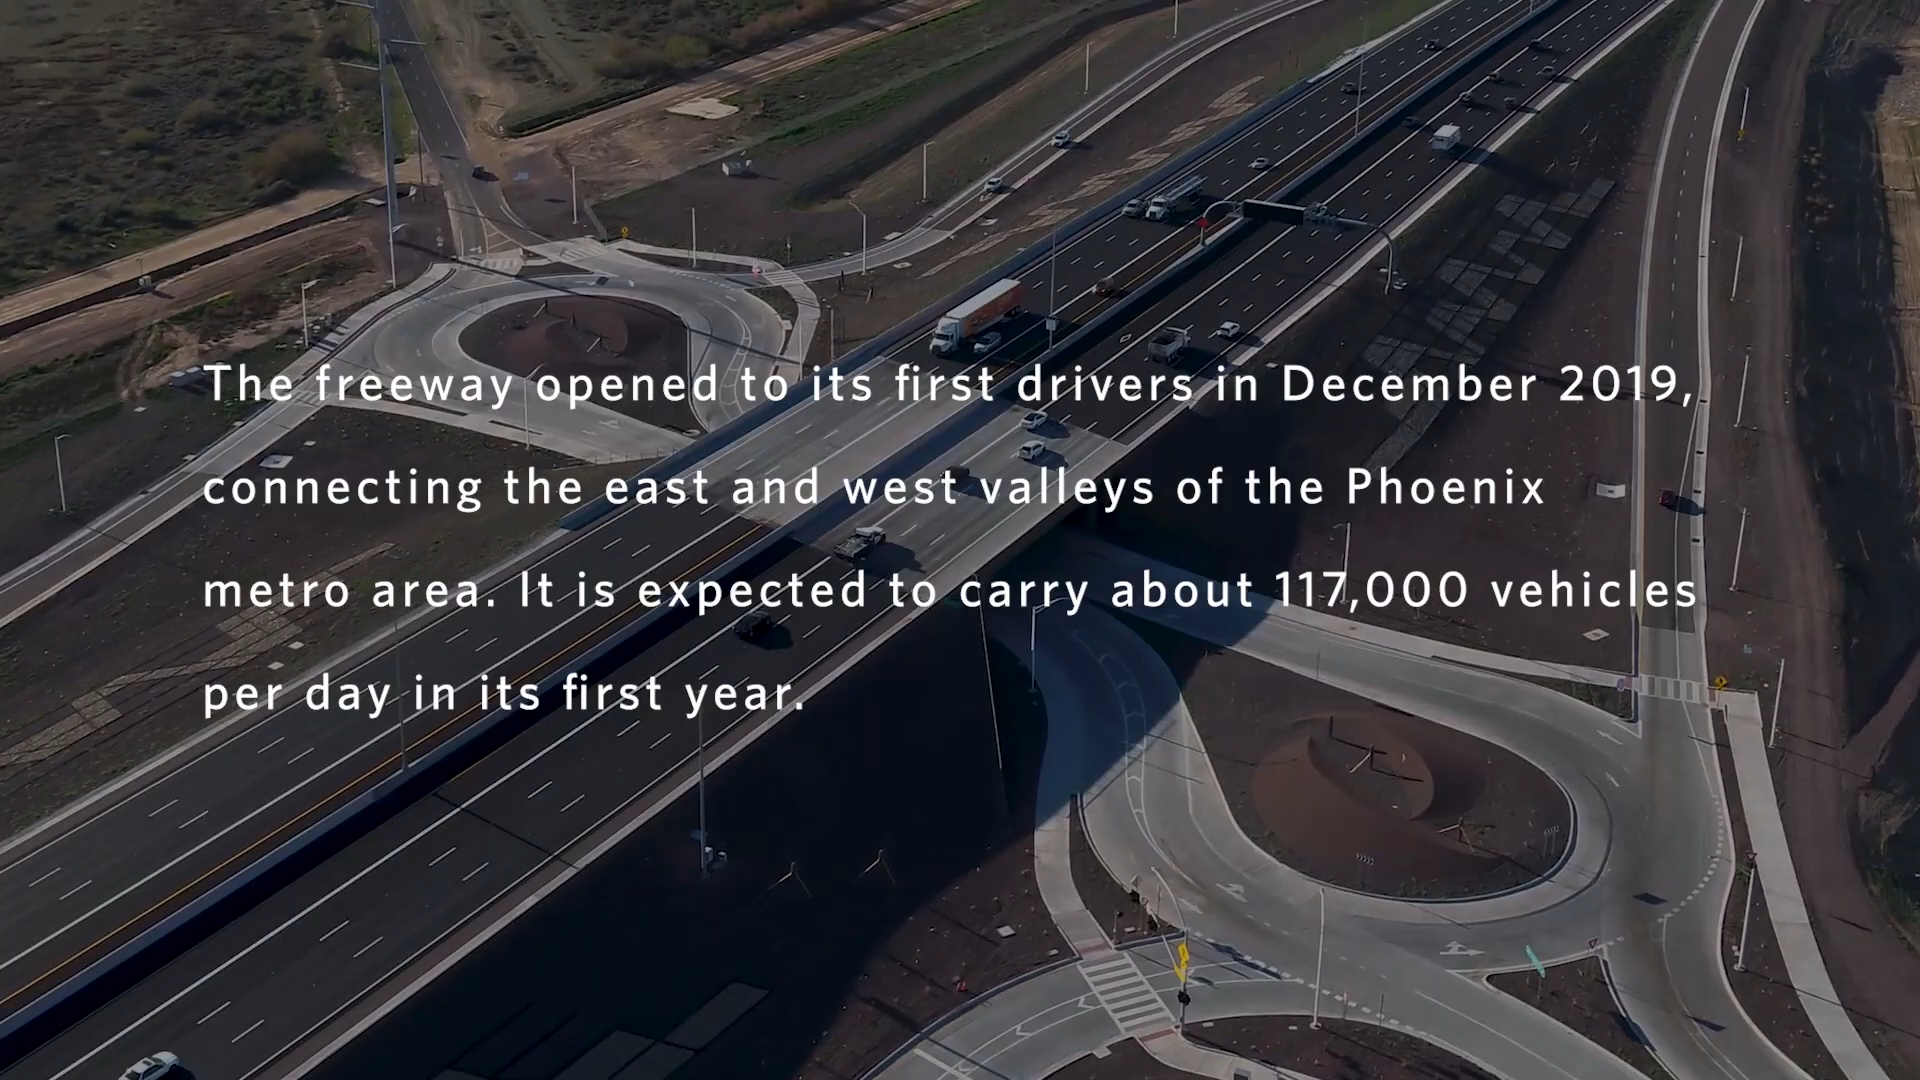 The freeway opened to its first drivers in December 2019,
connecting the east and west valleys of the Phoenix
metro area. It is expected to carry about 117,000 vehicles
per day in its first year.